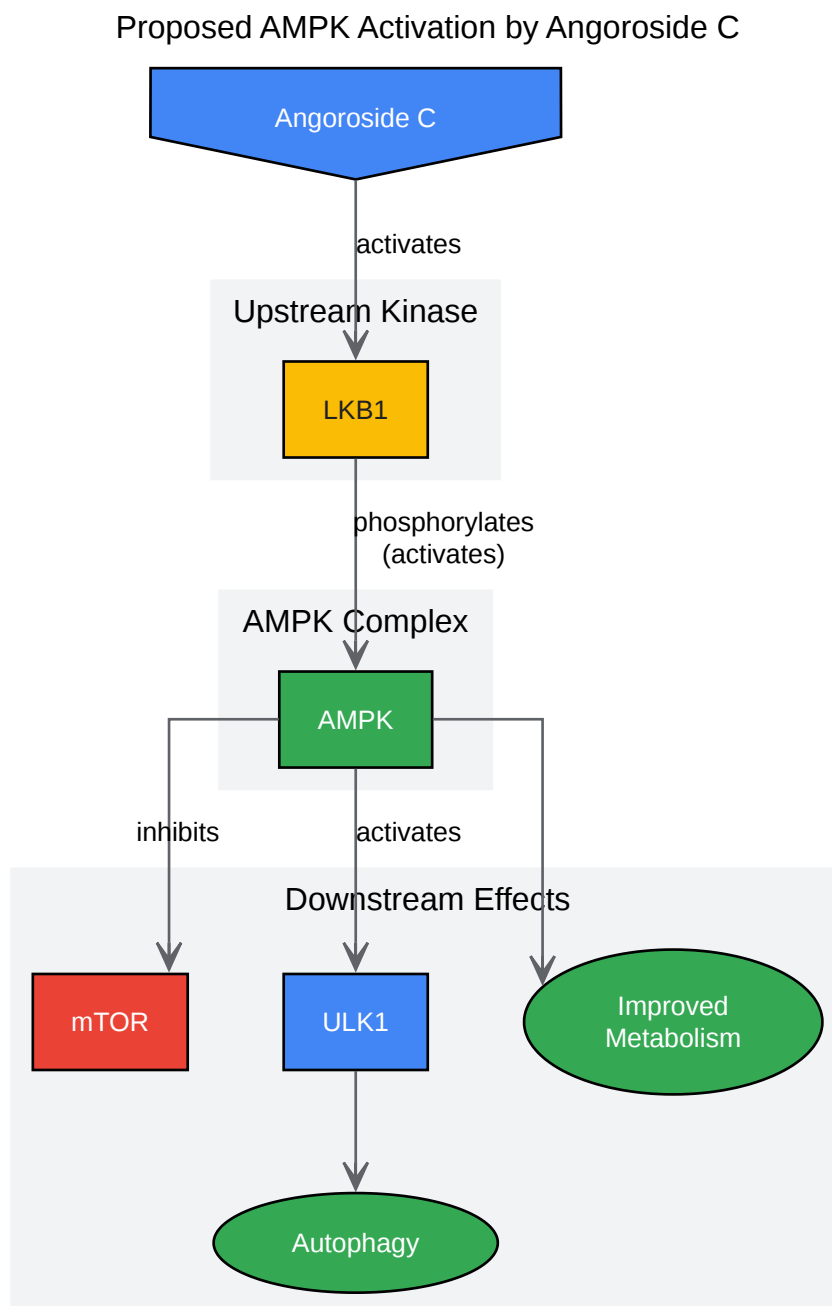 Proposed AMPK Activation by Angoroside C
Angoroside C
activates
Upstream Kinase
LKB1
phosphorylates
(activates)
AMPK Complex
AMPK
inhibits
activates
Downstream Effects
mTOR
ULK1
Improved
Metabolism
Autophagy